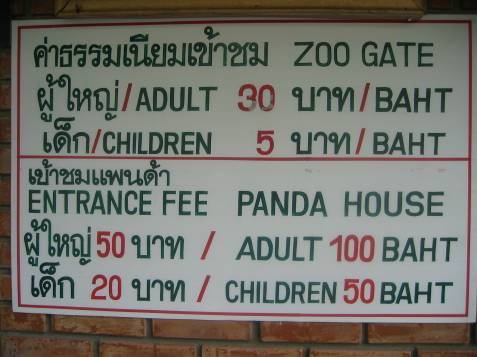 ค่าธรรมเนียมเข้าชม ZOO GATE
ผู้ใหญ่/ADULT 30 บาท/BAHT
เด็ก/CHILDREN 5 บาท/BAHT
เข้าชมแพนด้า
ENTRANCE FEE PANDA HOUSE
ผู้ใหญ่ 50 บาท / ADULT 100 BAHT
เด็ก 20 บาท / CHILDREN 50 BAHT